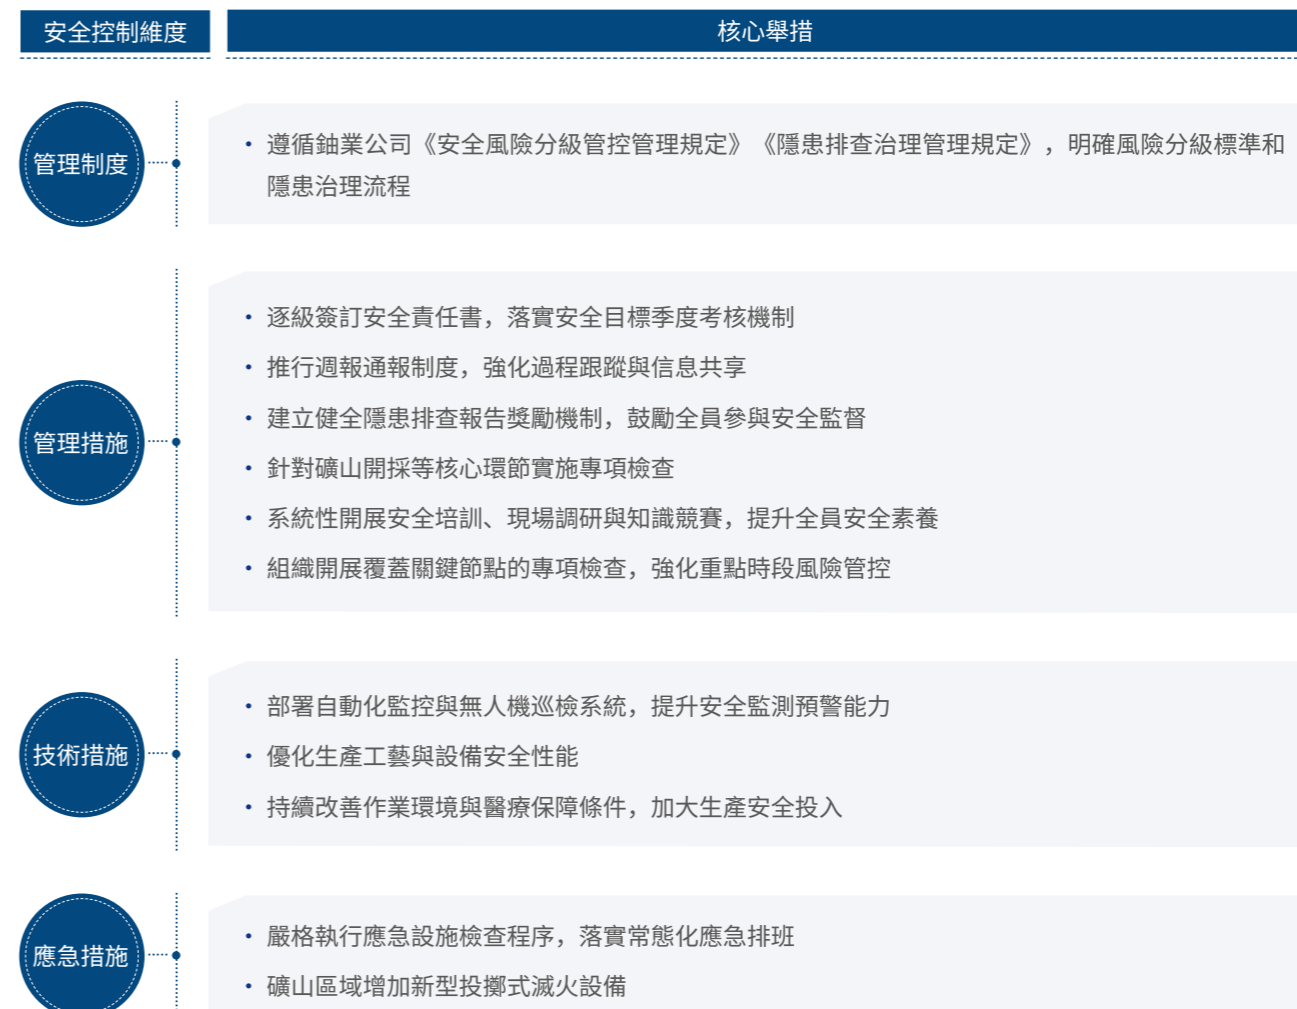 安全控制維度
核心舉措
管理制度
• 遵循鈾業公司《安全風險分級管控管理規定》《隱患排查治理管理規定》，明確風險分級標準和
隱患治理流程
管理措施
• 逐級簽訂安全責任書，落實安全目標季度考核機制
• 推行週報通報制度，強化過程跟蹤與信息共享
• 建立健全隱患排查報告獎勵機制，鼓勵全員參與安全監督
• 針對礦山開採等核心環節實施專項檢查
• 系統性開展安全培訓、現場調研與知識競賽，提升全員安全素養
• 組織開展覆蓋關鍵節點的專項檢查，強化重點時段風險管控
技術措施
• 部署自動化監控與無人機巡檢系統，提升安全監測預警能力
• 優化生產工藝與設備安全性能
• 持續改善作業環境與醫療保障條件，加大生產安全投入
應急措施
• 嚴格執行應急設施檢查程序，落實常態化應急排班
• 礦山區域增加新型投擲式滅火設備